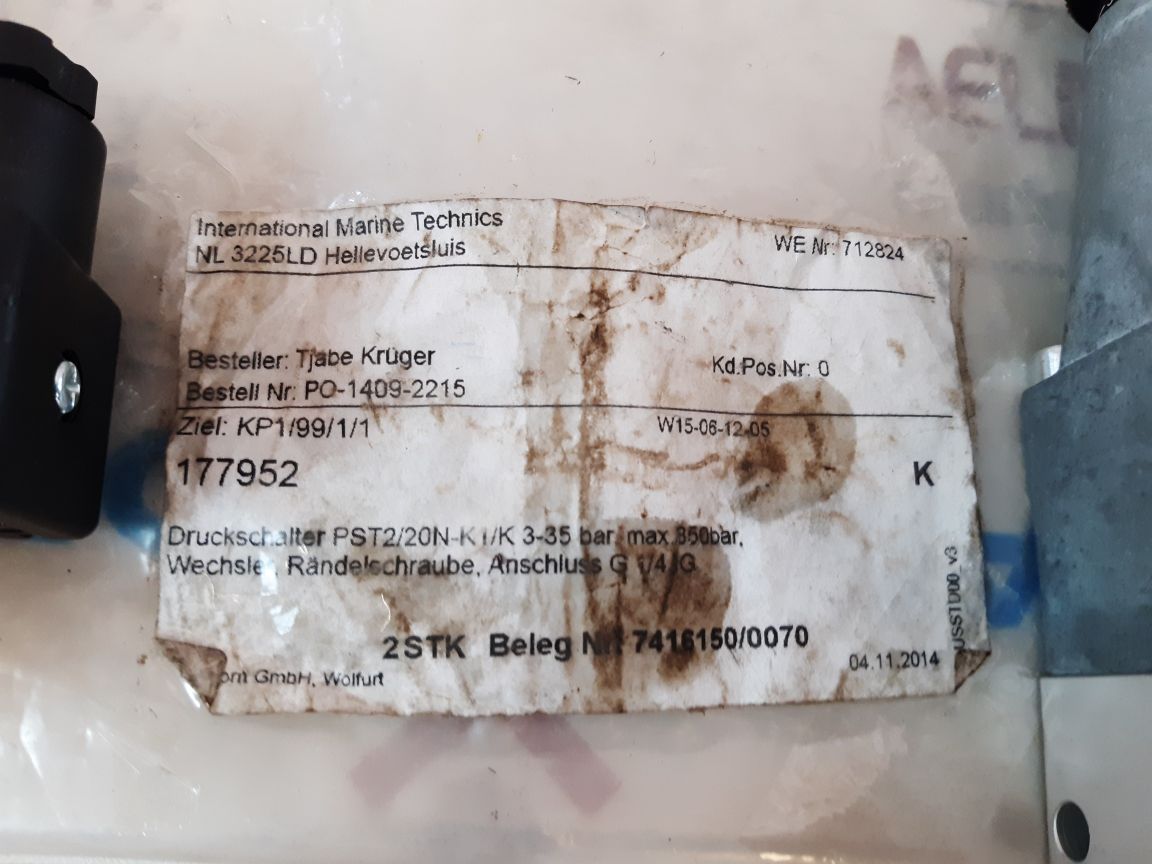 International Marine Technics
NL 3225LD Hellevoetsluis
WE Nr: 712824
Besteller: Tjabe Krüger
Kd.Pos.Nr: 0
Bestell Nr: PO-1409-2215
Ziel: KP1/99/1/1
W15-06-12-05
177952
K
Druckschalter PST2/20N-K1/K 3-35 bar, max.350bar,
Wechsler, Rändelschraube, Anschluss G 1/4 IG
2STK Beleg Nr: 7416150/0070
GmbH, Wolfurt
04.11.2014